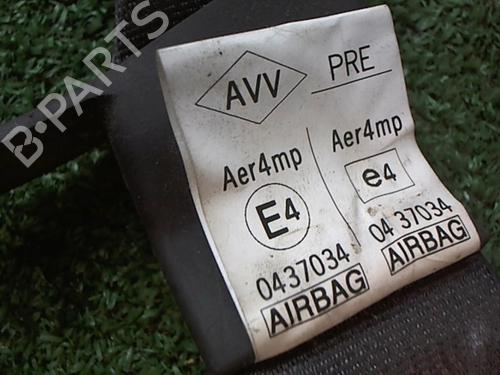 B-PARTS
AVV
PRE
Aer4mp
Aer4mp
E4
e4
0437034
04 37034
AIRBAG
AIRBAG